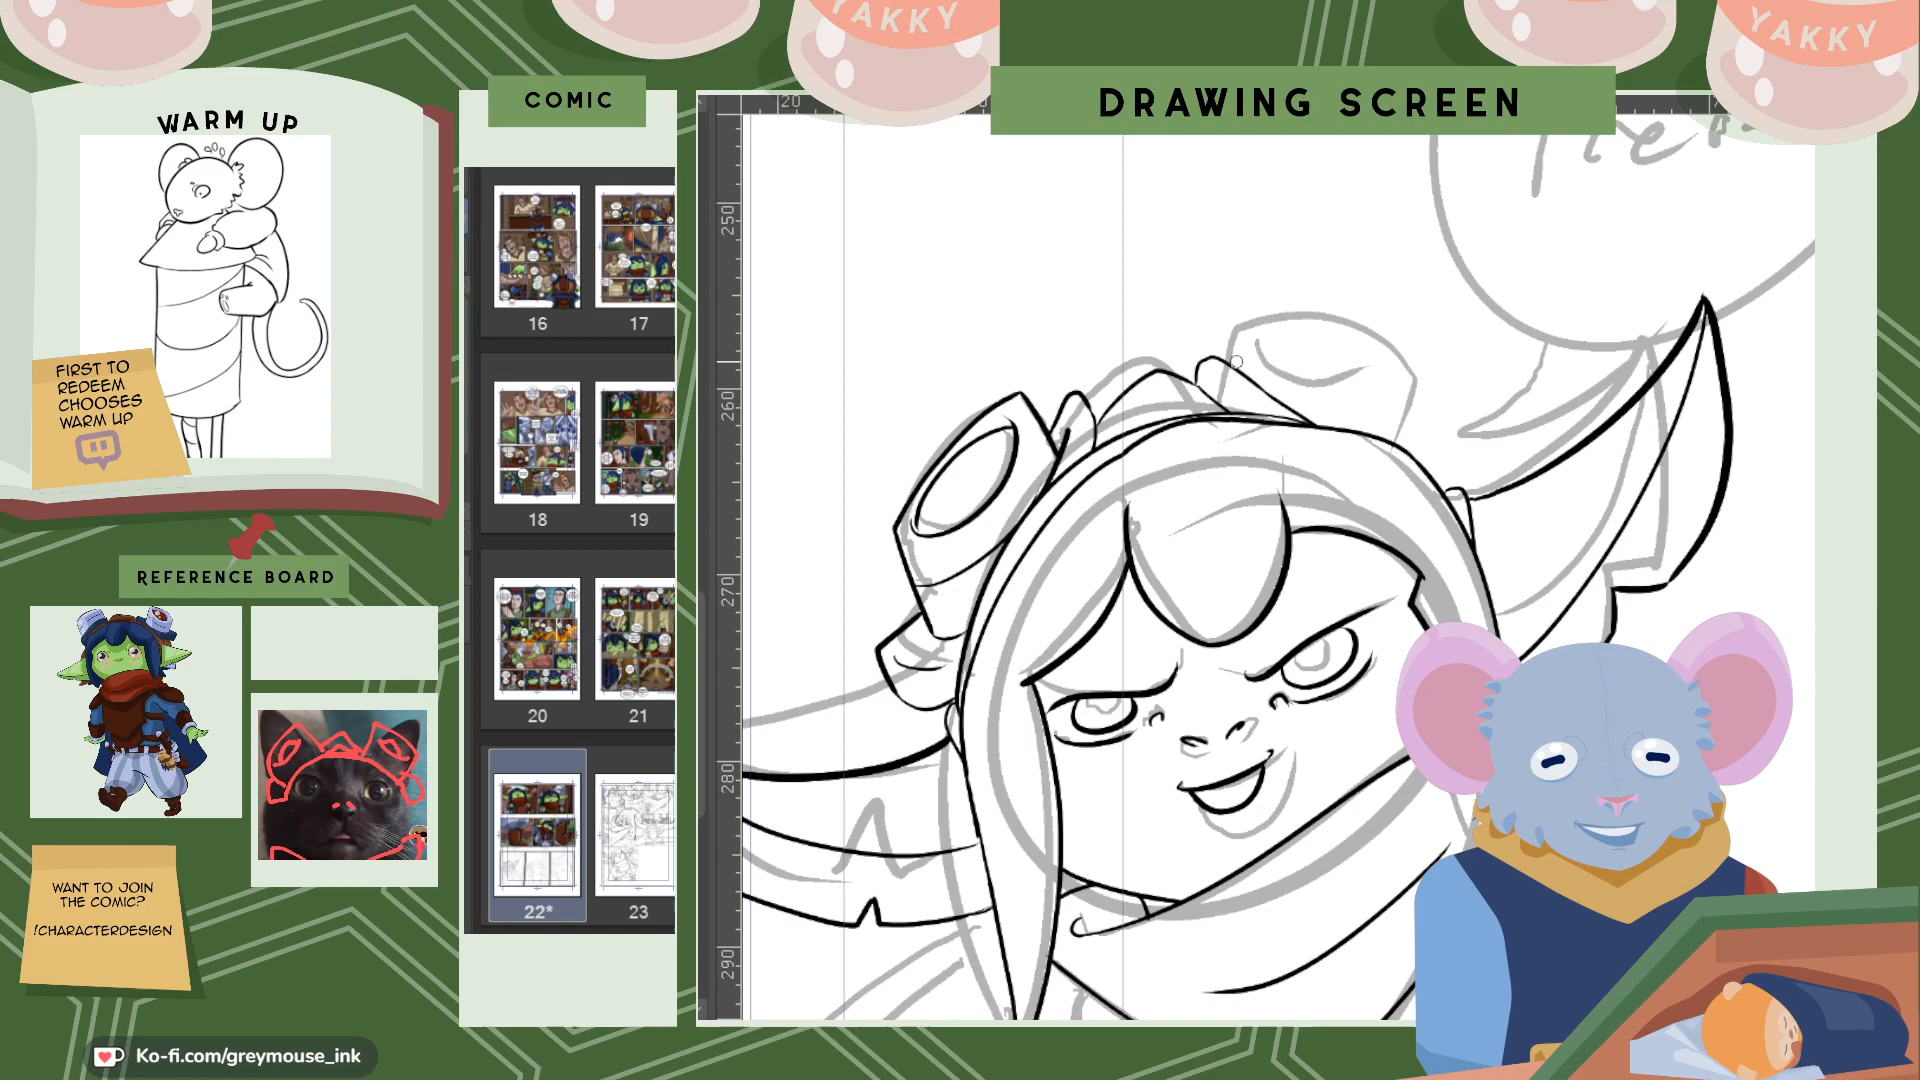 YAKKY
YAKKY
WARM UP
COMIC
DRAWING SCREEN
20
250
260
270
280
290
16
17
18
19
20
21
22*
23
FIRST TO
REDEEM
CHOOSES
WARM UP
REFERENCE BOARD
WANT TO JOIN
THE COMIC?
!CHARACTERDESIGN
Ko-fi.com/greymouse_ink